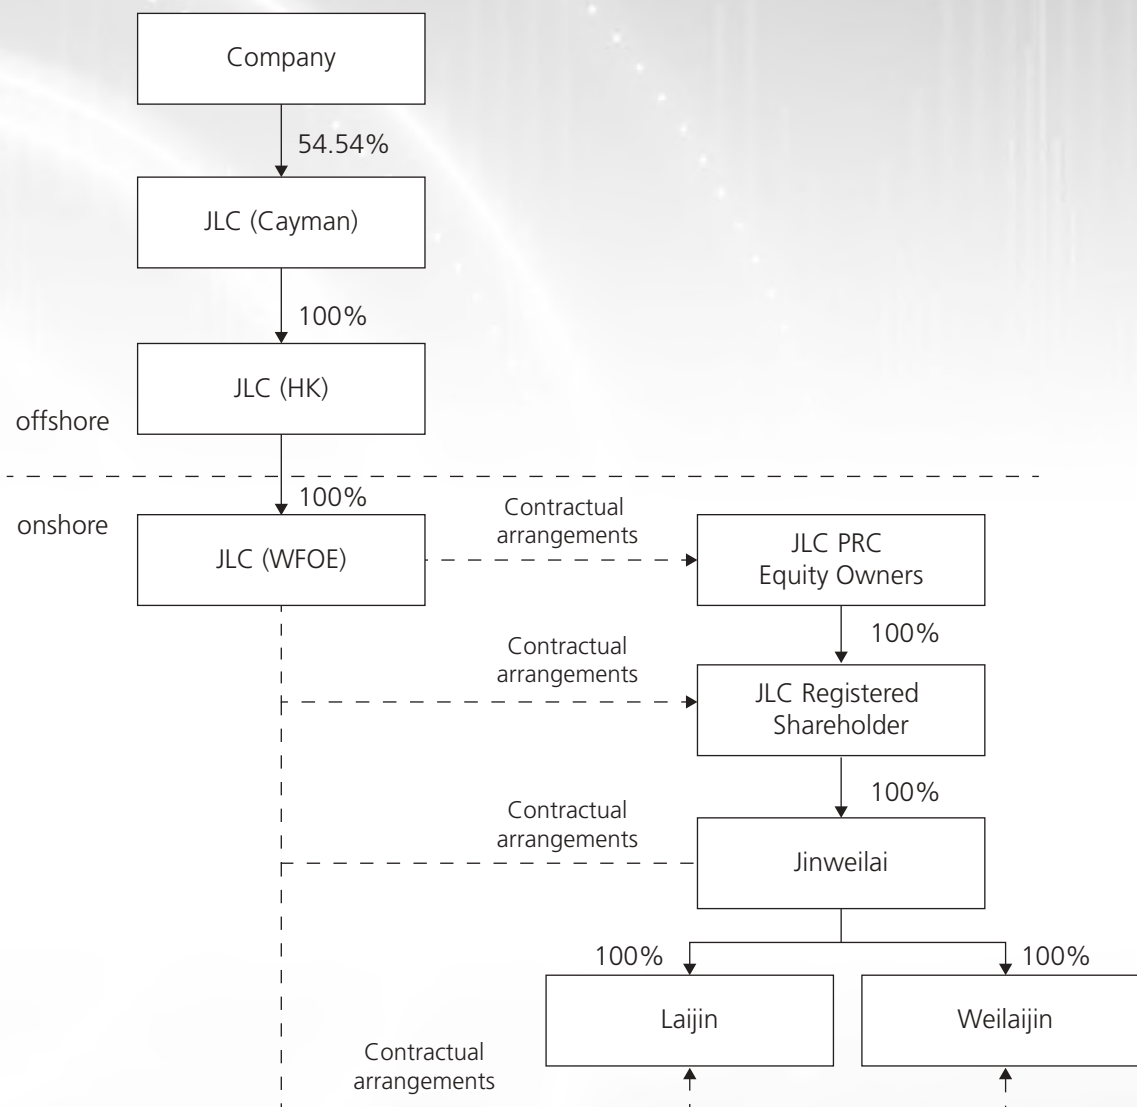 Company
54.54%
JLC (Cayman)
100%
JLC (HK)
offshore
100%
onshore
Contractual
arrangements
JLC (WFOE)
JLC PRC
Equity Owners
100%
Contractual
arrangements
JLC Registered
Shareholder
100%
Contractual
arrangements
Jinweilai
100%
100%
Laijin
Weilaijin
Contractual
arrangements